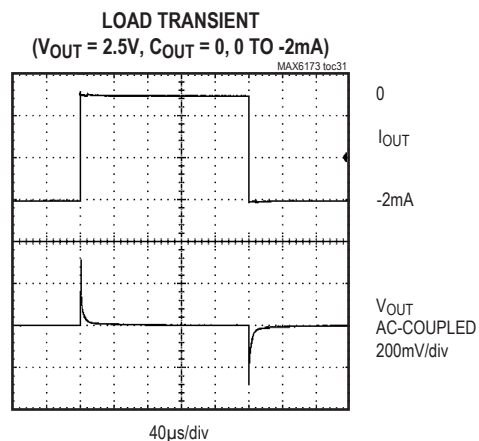 LOAD TRANSIENT
(VOUT = 2.5V, COUT = 0, 0 TO -2mA)
MAX6173 toc31
0
IOUT
-2mA
VOUT
AC-COUPLED
200mV/div
40µs/div